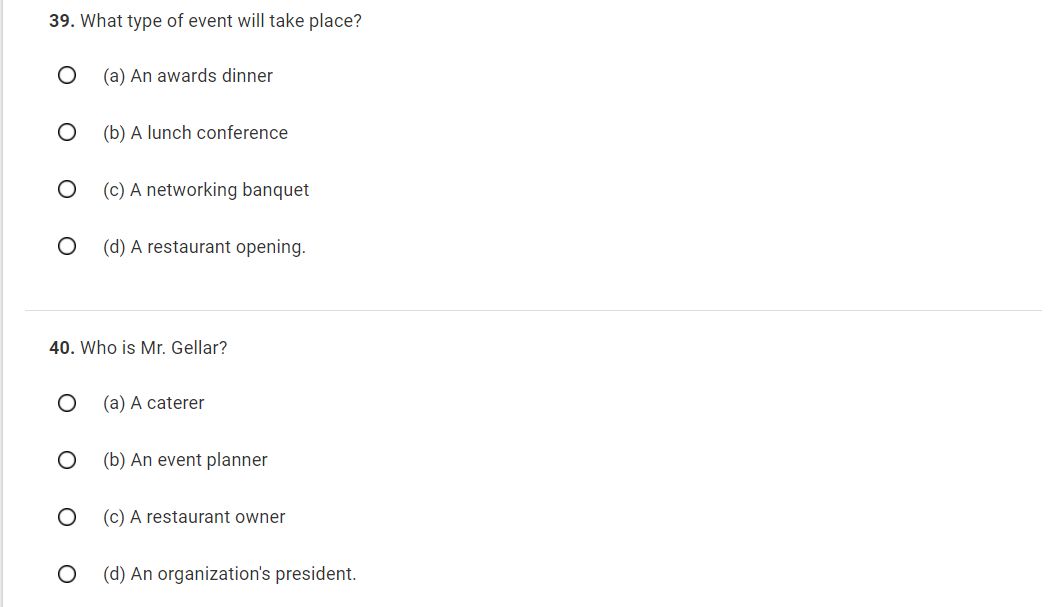 39. What type of event will take place?
(a) An awards dinner
(b) A lunch conference
(c) A networking banquet
(d) A restaurant opening.
40. Who is Mr. Gellar?
(a) A caterer
(b) An event planner
(c) A restaurant owner
(d) An organization's president.